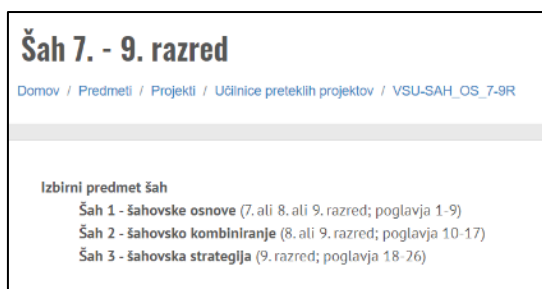 Šah 7. - 9. razred
Domov / Predmeti / Projekti / Učilnice preteklih projektov / VSU-SAH_OS_7-9R
Izbirni predmet šah
Šah 1 - šahovske osnove (7. ali 8. ali 9. razred; poglavja 1-9)
Šah 2 - šahovsko kombiniranje (8. ali 9. razred; poglavja 10-17)
Šah 3 - šahovska strategija (9. razred; poglavja 18-26)